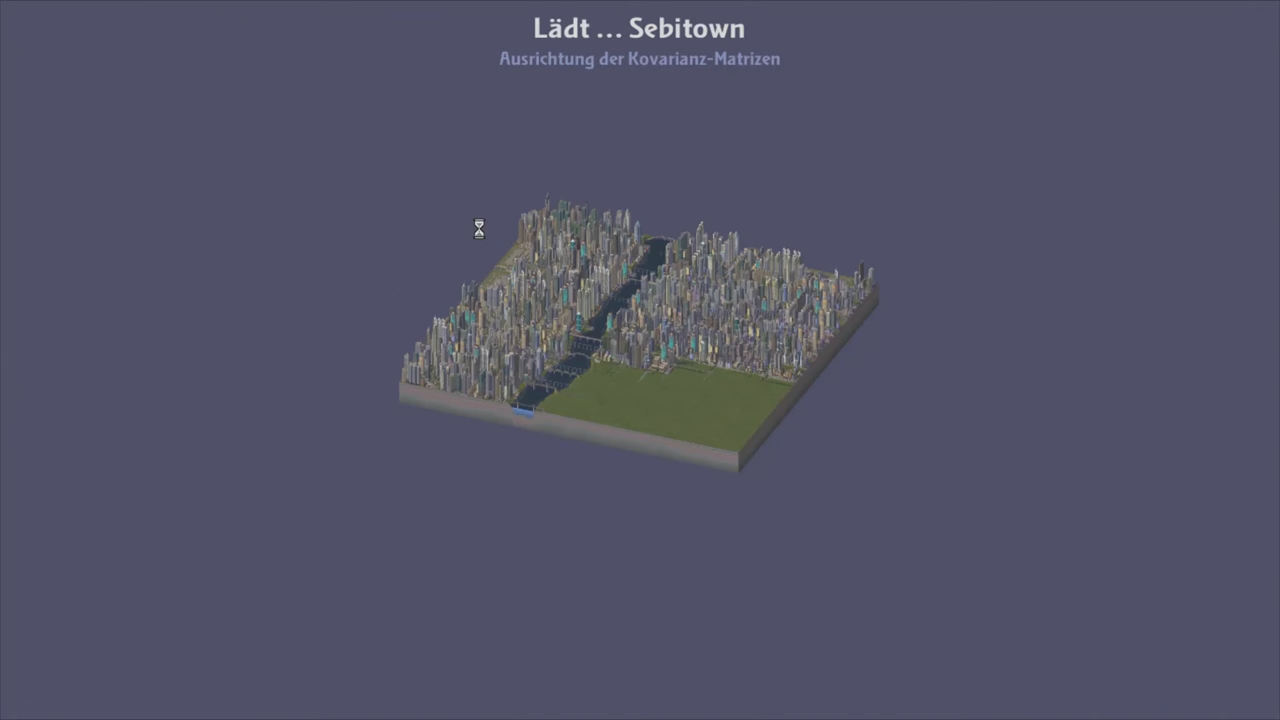 Lädt ... Sebitown
Ausrichtung der Kovarianz-Matrizen